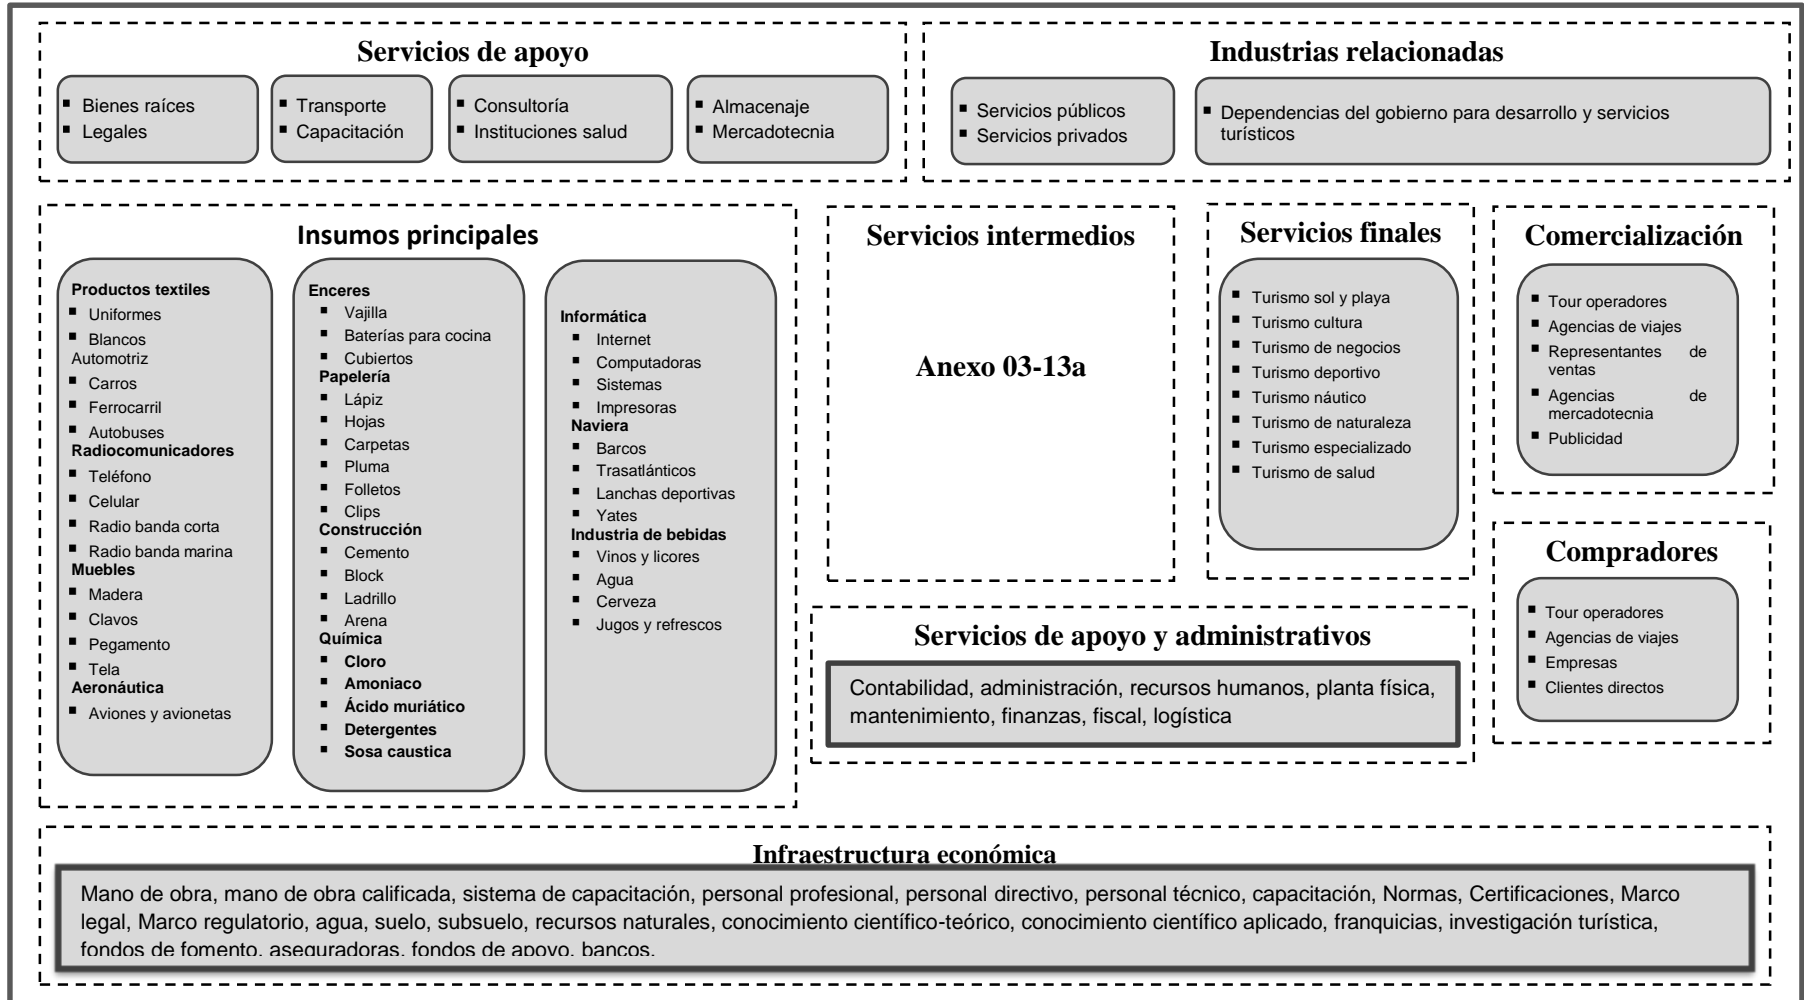 Servicios de apoyo
▪ Bienes raíces
▪ Legales
▪ Transporte
▪ Capacitación
▪ Consultoría
▪ Instituciones salud
▪ Almacenaje
▪ Mercadotecnia
Industrias relacionadas
▪ Servicios públicos
▪ Servicios privados
▪ Dependencias del gobierno para desarrollo y servicios
turísticos
Insumos principales
Productos textiles
▪ Uniformes
▪ Blancos
Automotriz
▪ Carros
▪ Ferrocarril
▪ Autobuses
Radiocomunicadores
▪ Teléfono
▪ Celular
▪ Radio banda corta
▪ Radio banda marina
Muebles
▪ Madera
▪ Clavos
▪ Pegamento
▪ Tela
Aeronáutica
▪ Aviones y avionetas
Enceres
▪ Vajilla
▪ Baterías para cocina
▪ Cubiertos
Papelería
▪ Lápiz
▪ Hojas
▪ Carpetas
▪ Pluma
▪ Folletos
▪ Clips
Construcción
▪ Cemento
▪ Block
▪ Ladrillo
▪ Arena
Química
▪ Cloro
▪ Amoniaco
▪ Ácido muriático
▪ Detergentes
▪ Sosa caustica
Informática
▪ Internet
▪ Computadoras
▪ Sistemas
▪ Impresoras
Naviera
▪ Barcos
▪ Trasatlánticos
▪ Lanchas deportivas
▪ Yates
Industria de bebidas
▪ Vinos y licores
▪ Agua
▪ Cerveza
▪ Jugos y refrescos
Servicios intermedios
Anexo 03-13a
Servicios finales
▪ Turismo sol y playa
▪ Turismo cultura
▪ Turismo de negocios
▪ Turismo deportivo
▪ Turismo náutico
▪ Turismo de naturaleza
▪ Turismo especializado
▪ Turismo de salud
Comercialización
▪ Tour operadores
▪ Agencias de viajes
▪ Representantes de
ventas
▪ Agencias de
mercadotecnia
▪ Publicidad
Compradores
▪ Tour operadores
▪ Agencias de viajes
▪ Empresas
▪ Clientes directos
Servicios de apoyo y administrativos
Contabilidad, administración, recursos humanos, planta física,
mantenimiento, finanzas, fiscal, logística
Infraestructura económica
Mano de obra, mano de obra calificada, sistema de capacitación, personal profesional, personal directivo, personal técnico, capacitación, Normas, Certificaciones, Marco
legal, Marco regulatorio, agua, suelo, subsuelo, recursos naturales, conocimiento científico-teórico, conocimiento científico aplicado, franquicias, investigación turística,
fondos de fomento, aseguradoras, fondos de apoyo, bancos.